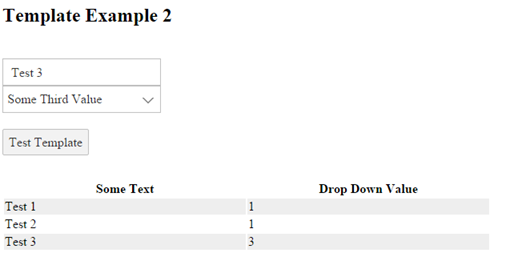 Template Example 2
Test 3
Some Third Value
Test Template
Some Text Drop Down Value
Test 1 1
Test 2 1
Test 3 3